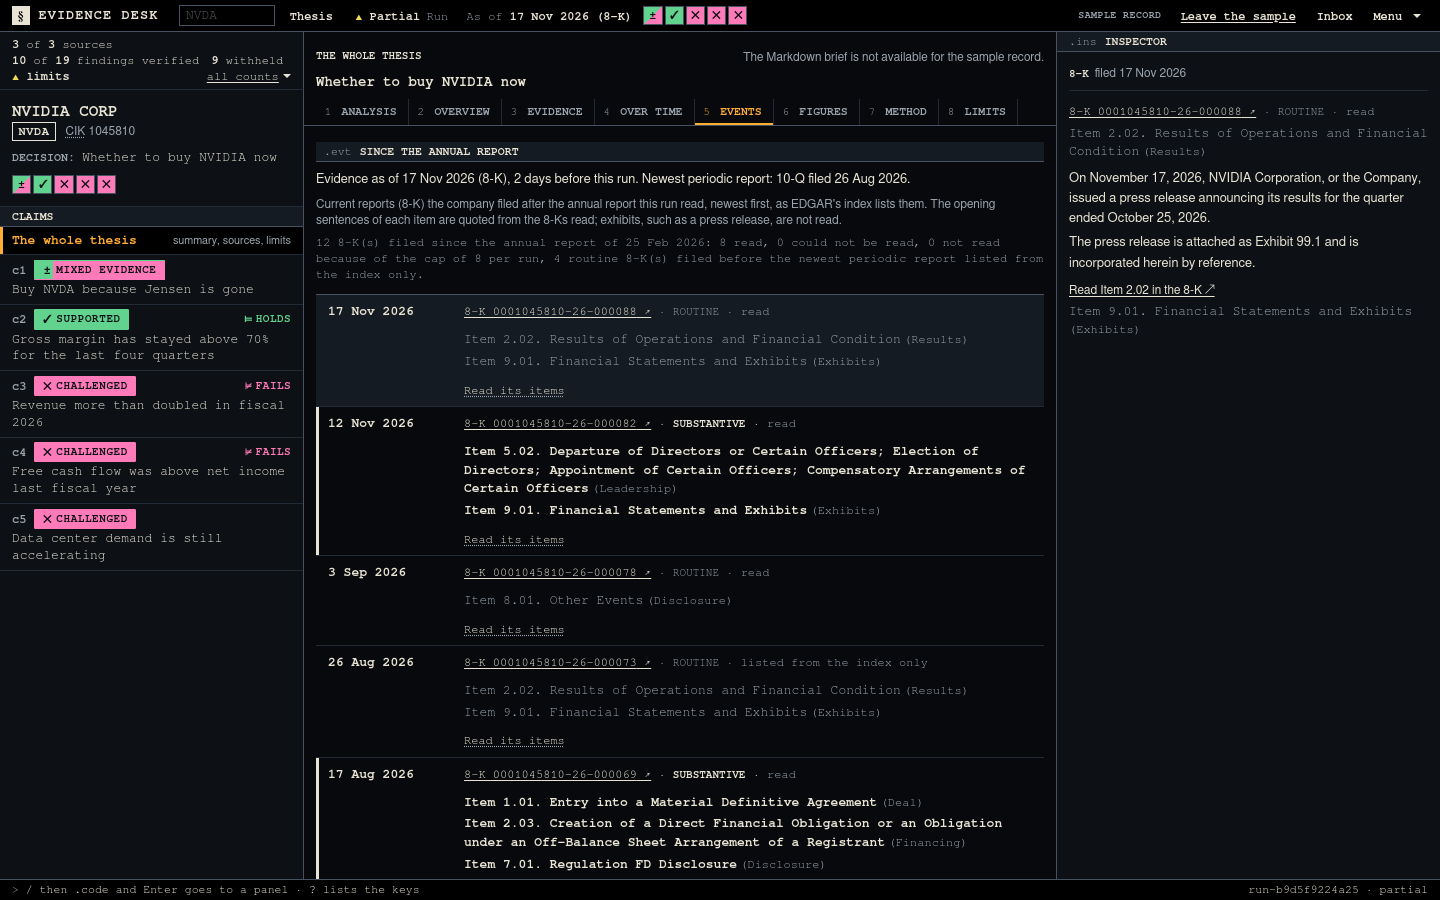 § EVIDENCE DESK NVDA Thesis ▲ Partial Run As of 17 Nov 2026 (8-K) ± ✓ ✕ ✕ ✕ SAMPLE RECORD Leave the sample Inbox Menu
3 of 3 sources
10 of 19 findings verified 9 withheld
▲ limits all counts
NVIDIA CORP
NVDA CIK 1045810
DECISION: Whether to buy NVIDIA now
± ✓ ✕ ✕ ✕
CLAIMS
The whole thesis summary, sources, limits
c1 ± MIXED EVIDENCE
Buy NVDA because Jensen is gone
c2 ✓ SUPPORTED ⊨ HOLDS
Gross margin has stayed above 70%
for the last four quarters
c3 ✕ CHALLENGED ⊭ FAILS
Revenue more than doubled in fiscal
2026
c4 ✕ CHALLENGED ⊭ FAILS
Free cash flow was above net income
last fiscal year
c5 ✕ CHALLENGED
Data center demand is still
accelerating
THE WHOLE THESIS The Markdown brief is not available for the sample record.
Whether to buy NVIDIA now
1 ANALYSIS 2 OVERVIEW 3 EVIDENCE 4 OVER TIME 5 EVENTS 6 FIGURES 7 METHOD 8 LIMITS
.evt SINCE THE ANNUAL REPORT
Evidence as of 17 Nov 2026 (8-K), 2 days before this run. Newest periodic report: 10-Q filed 26 Aug 2026.
Current reports (8-K) the company filed after the annual report this run read, newest first, as EDGAR's index lists them. The opening
sentences of each item are quoted from the 8-Ks read; exhibits, such as a press release, are not read.
12 8-K(s) filed since the annual report of 25 Feb 2026: 8 read, 0 could not be read, 0 not read
because of the cap of 8 per run, 4 routine 8-K(s) filed before the newest periodic report listed from
the index only.
17 Nov 2026 8-K 0001045810-26-000088 ↗ · ROUTINE · read
Item 2.02. Results of Operations and Financial Condition (Results)
Item 9.01. Financial Statements and Exhibits (Exhibits)
Read its items
12 Nov 2026 8-K 0001045810-26-000082 ↗ · SUBSTANTIVE · read
Item 5.02. Departure of Directors or Certain Officers; Election of
Directors; Appointment of Certain Officers; Compensatory Arrangements of
Certain Officers (Leadership)
Item 9.01. Financial Statements and Exhibits (Exhibits)
Read its items
3 Sep 2026 8-K 0001045810-26-000078 ↗ · ROUTINE · read
Item 8.01. Other Events (Disclosure)
Read its items
26 Aug 2026 8-K 0001045810-26-000073 ↗ · ROUTINE · listed from the index only
Item 2.02. Results of Operations and Financial Condition (Results)
Item 9.01. Financial Statements and Exhibits (Exhibits)
Read its items
17 Aug 2026 8-K 0001045810-26-000069 ↗ · SUBSTANTIVE · read
Item 1.01. Entry into a Material Definitive Agreement (Deal)
Item 2.03. Creation of a Direct Financial Obligation or an Obligation
under an Off-Balance Sheet Arrangement of a Registrant (Financing)
Item 7.01. Regulation FD Disclosure (Disclosure)
.ins INSPECTOR
8-K filed 17 Nov 2026
8-K 0001045810-26-000088 ↗ · ROUTINE · read
Item 2.02. Results of Operations and Financial
Condition (Results)
On November 17, 2026, NVIDIA Corporation, or the Company,
issued a press release announcing its results for the quarter
ended October 25, 2026.
The press release is attached as Exhibit 99.1 and is
incorporated herein by reference.
Read Item 2.02 in the 8-K ↗
Item 9.01. Financial Statements and Exhibits
(Exhibits)
> / then .code and Enter goes to a panel · ? lists the keys run-b9d5f9224a25 · partial